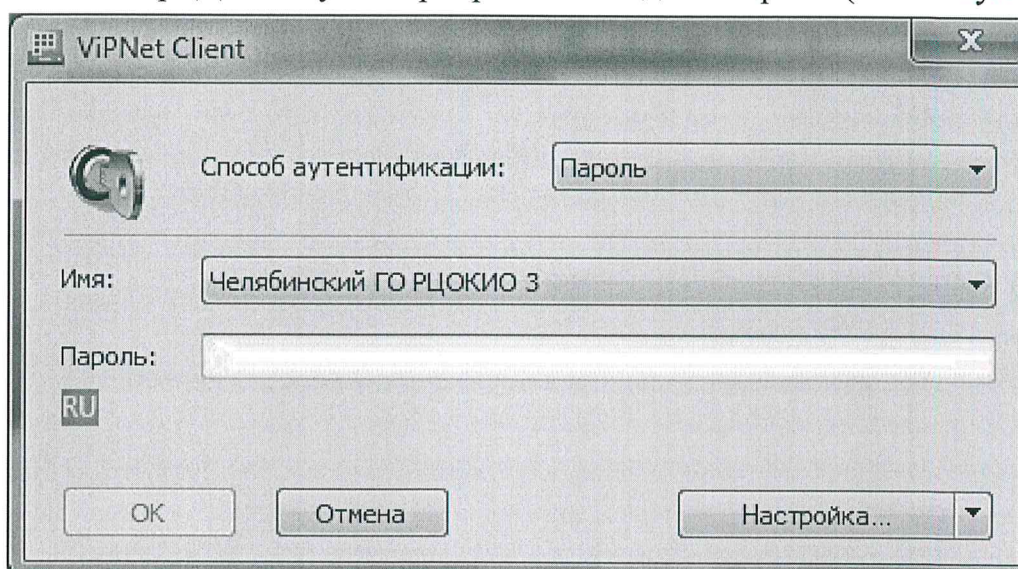 ViPNet Client
Способ аутентификации: Пароль
Имя: Челябинский ГО РЦОКИО 3
Пароль:
RU
OK Отмена Настройка...